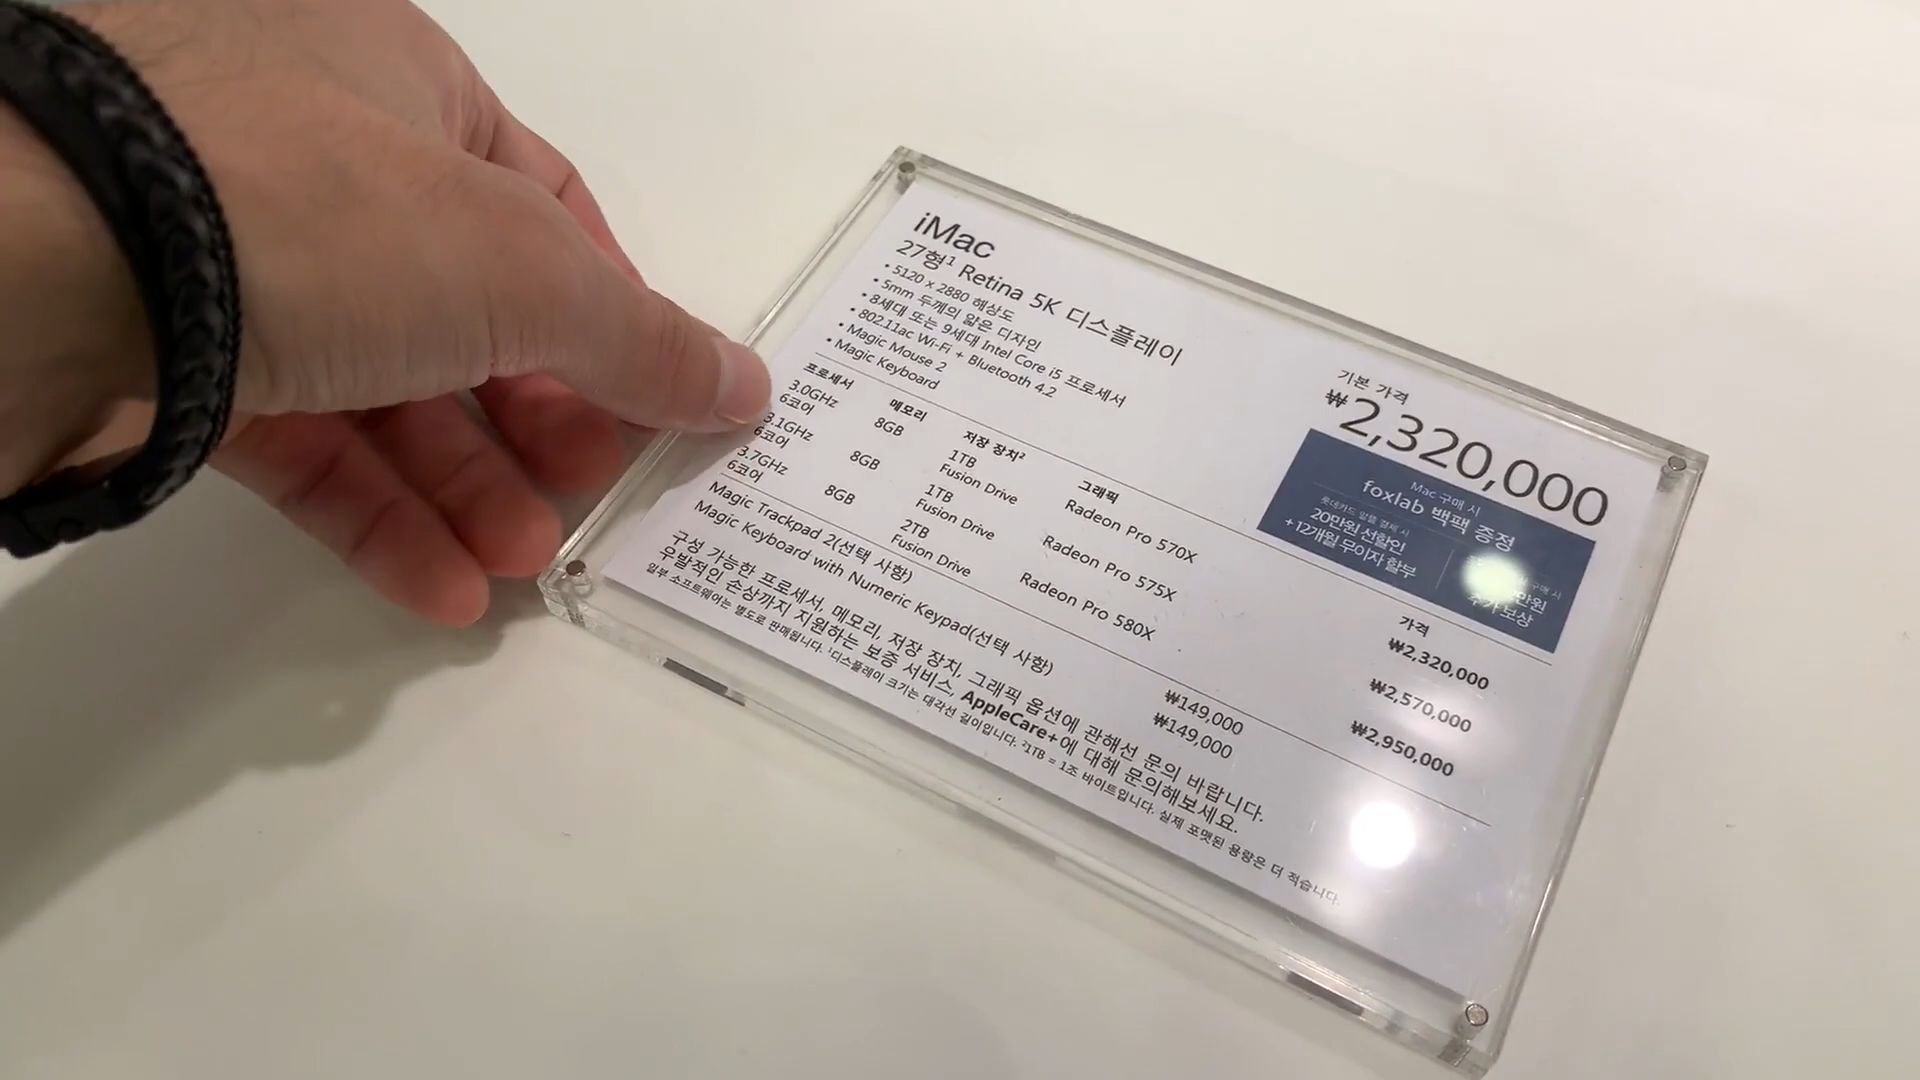 iMac
27형¹ Retina 5K 디스플레이
• 5120 x 2880 해상도
• 5mm 두께의 얇은 디자인
• 8세대 또는 9세대 Intel Core i5 프로세서
• 802.11ac Wi-Fi + Bluetooth 4.2
• Magic Mouse 2
• Magic Keyboard
기본 가격
₩2,320,000
Mac 구매 시
foxlab 백팩 증정
롯데카드 일괄 결제 시
20만원 선할인
+12개월 무이자 할부
구매 시
만원
추가 보상
프로세서 메모리 저장 장치² 그래픽 가격
3.0GHz 8GB 1TB Radeon Pro 570X ₩2,320,000
6코어 Fusion Drive
3.1GHz 8GB 1TB Radeon Pro 575X ₩2,570,000
6코어 Fusion Drive
3.7GHz 8GB 2TB Radeon Pro 580X ₩2,950,000
6코어 Fusion Drive
Magic Trackpad 2(선택 사항) ₩149,000
Magic Keyboard with Numeric Keypad(선택 사항) ₩149,000
구성 가능한 프로세서, 메모리, 저장 장치, 그래픽 옵션에 관해선 문의 바랍니다.
우발적인 손상까지 지원하는 보증 서비스, AppleCare+에 대해 문의해보세요.
일부 소프트웨어는 별도로 판매됩니다. ¹디스플레이 크기는 대각선 길이입니다. ²1TB = 1조 바이트입니다. 실제 포맷된 용량은 더 적습니다.